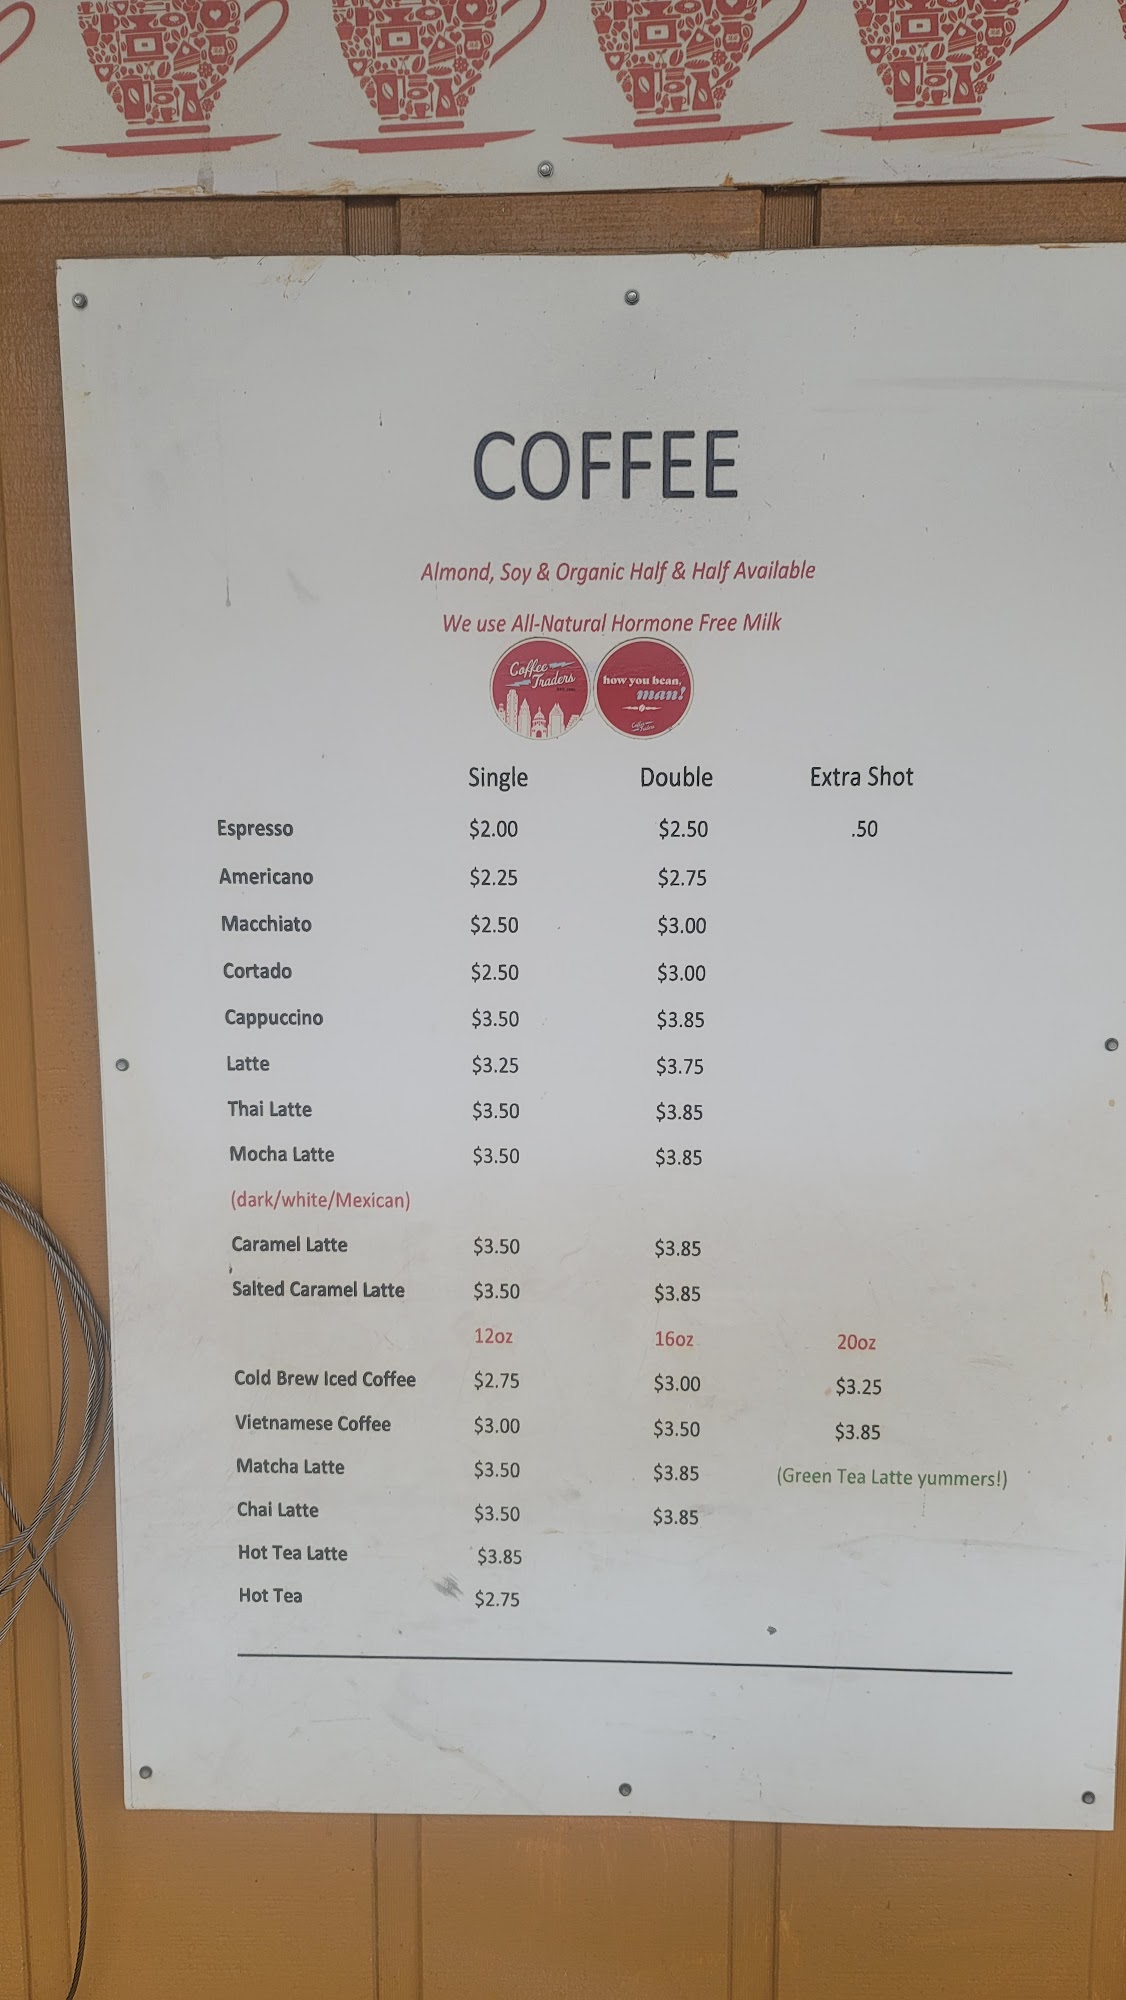 COFFEE
Almond, Soy & Organic Half & Half Available
We use All-Natural Hormone Free Milk
Coffee
Traders
how you bean,
man!
Single Double Extra Shot
Espresso $2.00 $2.50 .50
Americano $2.25 $2.75
Macchiato $2.50 $3.00
Cortado $2.50 $3.00
Cappuccino $3.50 $3.85
Latte $3.25 $3.75
Thai Latte $3.50 $3.85
Mocha Latte $3.50 $3.85
(dark/white/Mexican)
Caramel Latte $3.50 $3.85
Salted Caramel Latte $3.50 $3.85
12oz 16oz 20oz
Cold Brew Iced Coffee $2.75 $3.00 $3.25
Vietnamese Coffee $3.00 $3.50 $3.85
Matcha Latte $3.50 $3.85 (Green Tea Latte yummers!)
Chai Latte $3.50 $3.85
Hot Tea Latte $3.85
Hot Tea $2.75